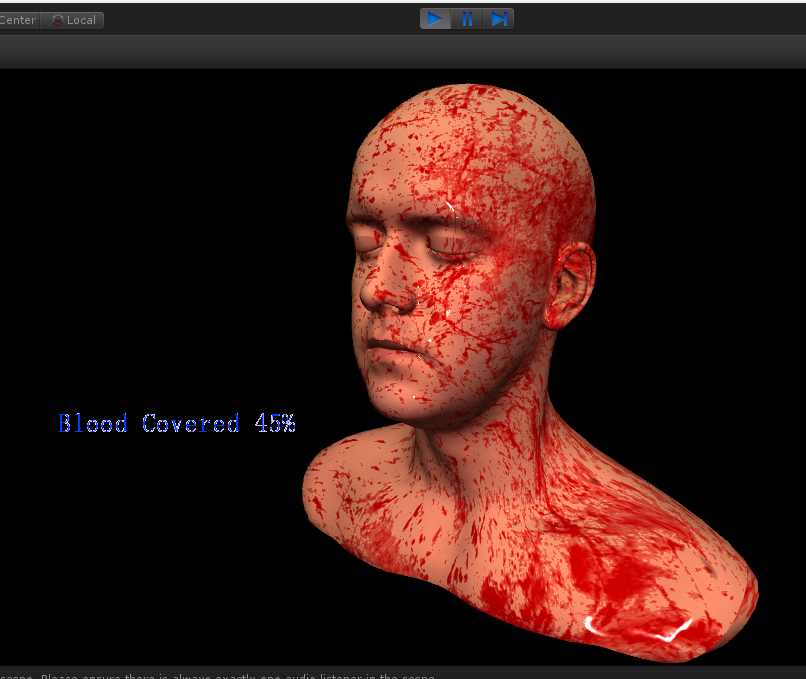 Center Local
Blood Covered 45%
scene. Please ensure there is always exactly one audio listener in the scene.